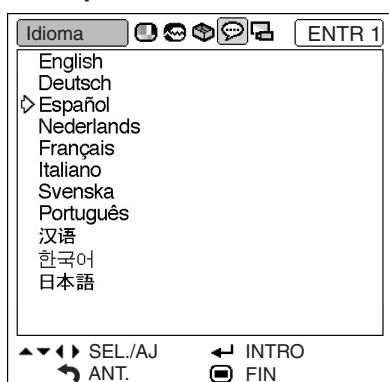 Idioma ENTR 1
English
Deutsch
Español
Nederlands
Français
Italiano
Svenska
Português
汉语
한국어
日本語
SEL./AJ INTRO
ANT. FIN